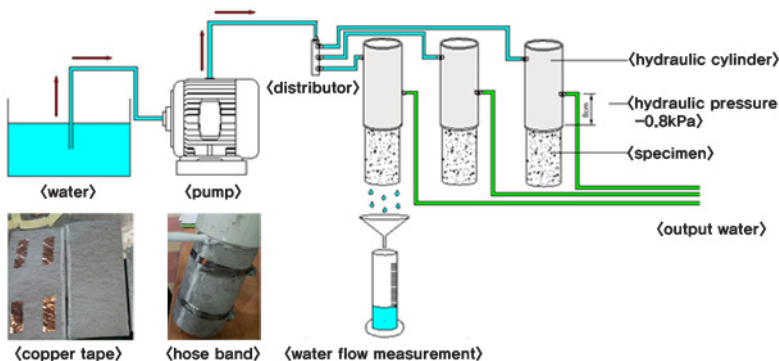 〈distributor〉
〈hydraulic cylinder〉
8cm
〈hydraulic pressure
-0.8kPa〉
〈specimen〉
〈water〉
〈pump〉
〈output water〉
〈copper tape〉
〈hose band〉
〈water flow measurement〉